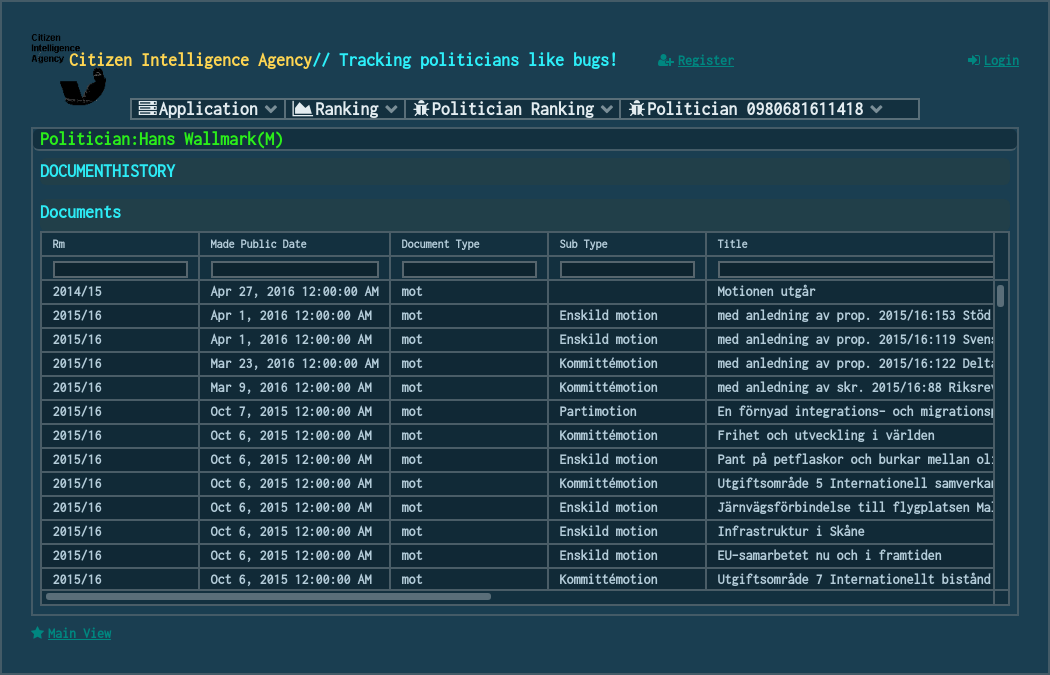 Citizen
Intelligence
Agency
Citizen Intelligence Agency// Tracking politicians like bugs! Register Login
Application Ranking Politician Ranking Politician 0980681611418
Politician:Hans Wallmark(M)
DOCUMENTHISTORY
Documents
Rm Made Public Date Document Type Sub Type Title
2014/15 Apr 27, 2016 12:00:00 AM mot Motionen utgår
2015/16 Apr 1, 2016 12:00:00 AM mot Enskild motion med anledning av prop. 2015/16:153 Stöd
2015/16 Apr 1, 2016 12:00:00 AM mot Enskild motion med anledning av prop. 2015/16:119 Svens
2015/16 Mar 23, 2016 12:00:00 AM mot Kommittémotion med anledning av prop. 2015/16:122 Delta
2015/16 Mar 9, 2016 12:00:00 AM mot Kommittémotion med anledning av skr. 2015/16:88 Riksrev
2015/16 Oct 7, 2015 12:00:00 AM mot Partimotion En förnyad integrations- och migrationsp
2015/16 Oct 6, 2015 12:00:00 AM mot Kommittémotion Frihet och utveckling i världen
2015/16 Oct 6, 2015 12:00:00 AM mot Enskild motion Pant på petflaskor och burkar mellan oli
2015/16 Oct 6, 2015 12:00:00 AM mot Kommittémotion Utgiftsområde 5 Internationell samverkan
2015/16 Oct 6, 2015 12:00:00 AM mot Enskild motion Järnvägsförbindelse till flygplatsen Mal
2015/16 Oct 6, 2015 12:00:00 AM mot Enskild motion Infrastruktur i Skåne
2015/16 Oct 6, 2015 12:00:00 AM mot Enskild motion EU-samarbetet nu och i framtiden
2015/16 Oct 6, 2015 12:00:00 AM mot Kommittémotion Utgiftsområde 7 Internationellt bistånd
Main View